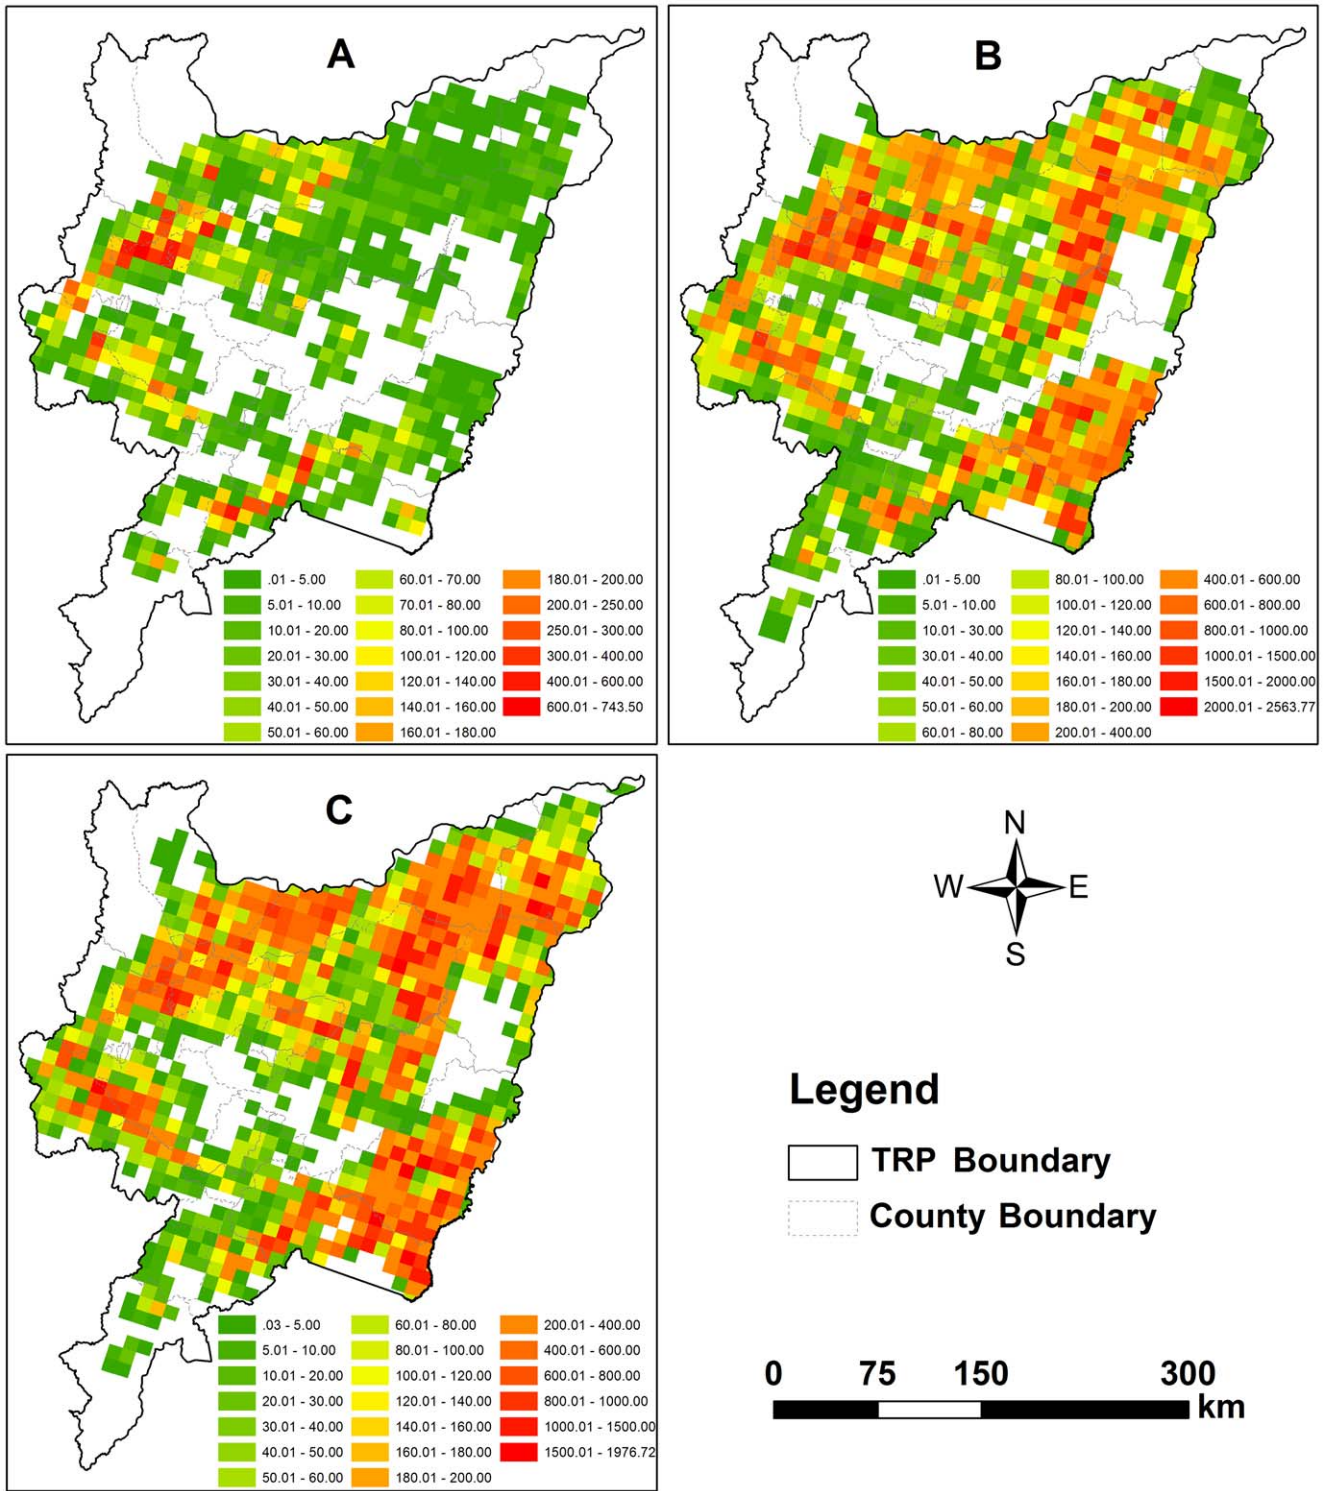 A
.01 - 5.00
5.01 - 10.00
10.01 - 20.00
20.01 - 30.00
30.01 - 40.00
40.01 - 50.00
50.01 - 60.00
60.01 - 70.00
70.01 - 80.00
80.01 - 100.00
100.01 - 120.00
120.01 - 140.00
140.01 - 160.00
160.01 - 180.00
180.01 - 200.00
200.01 - 250.00
250.01 - 300.00
300.01 - 400.00
400.01 - 600.00
600.01 - 743.50
B
.01 - 5.00
5.01 - 10.00
10.01 - 30.00
30.01 - 40.00
40.01 - 50.00
50.01 - 60.00
60.01 - 80.00
80.01 - 100.00
100.01 - 120.00
120.01 - 140.00
140.01 - 160.00
160.01 - 180.00
180.01 - 200.00
200.01 - 400.00
400.01 - 600.00
600.01 - 800.00
800.01 - 1000.00
1000.01 - 1500.00
1500.01 - 2000.00
2000.01 - 2563.77
C
.03 - 5.00
5.01 - 10.00
10.01 - 20.00
20.01 - 30.00
30.01 - 40.00
40.01 - 50.00
50.01 - 60.00
60.01 - 80.00
80.01 - 100.00
100.01 - 120.00
120.01 - 140.00
140.01 - 160.00
160.01 - 180.00
180.01 - 200.00
200.01 - 400.00
400.01 - 600.00
600.01 - 800.00
800.01 - 1000.00
1000.01 - 1500.00
1500.01 - 1976.72
N
W E
S
Legend
TRP Boundary
County Boundary
0 75 150 300
km